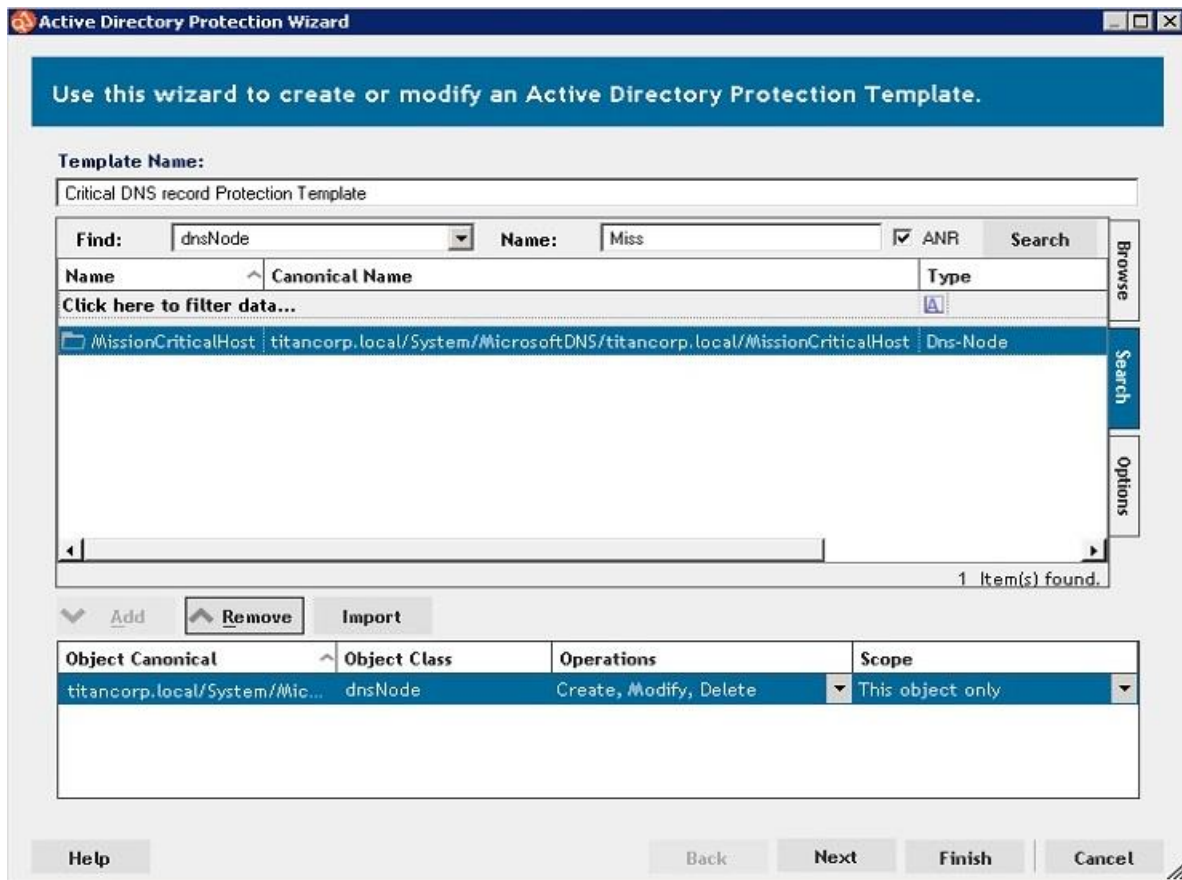 Active Directory Protection Wizard
Use this wizard to create or modify an Active Directory Protection Template.
Template Name:
Critical DNS record Protection Template
Find: dnsNode Name: Miss ANR Search
Name Canonical Name Type
Click here to filter data...
MissionCriticalHost titancorp.local/System/MicrosoftDNS/titancorp.local/MissionCriticalHost Dns-Node
Browse
Search
Options
1 Item(s) found.
Add Remove Import
Object Canonical Object Class Operations Scope
titancorp.local/System/Mic... dnsNode Create, Modify, Delete This object only
Help Back Next Finish Cancel